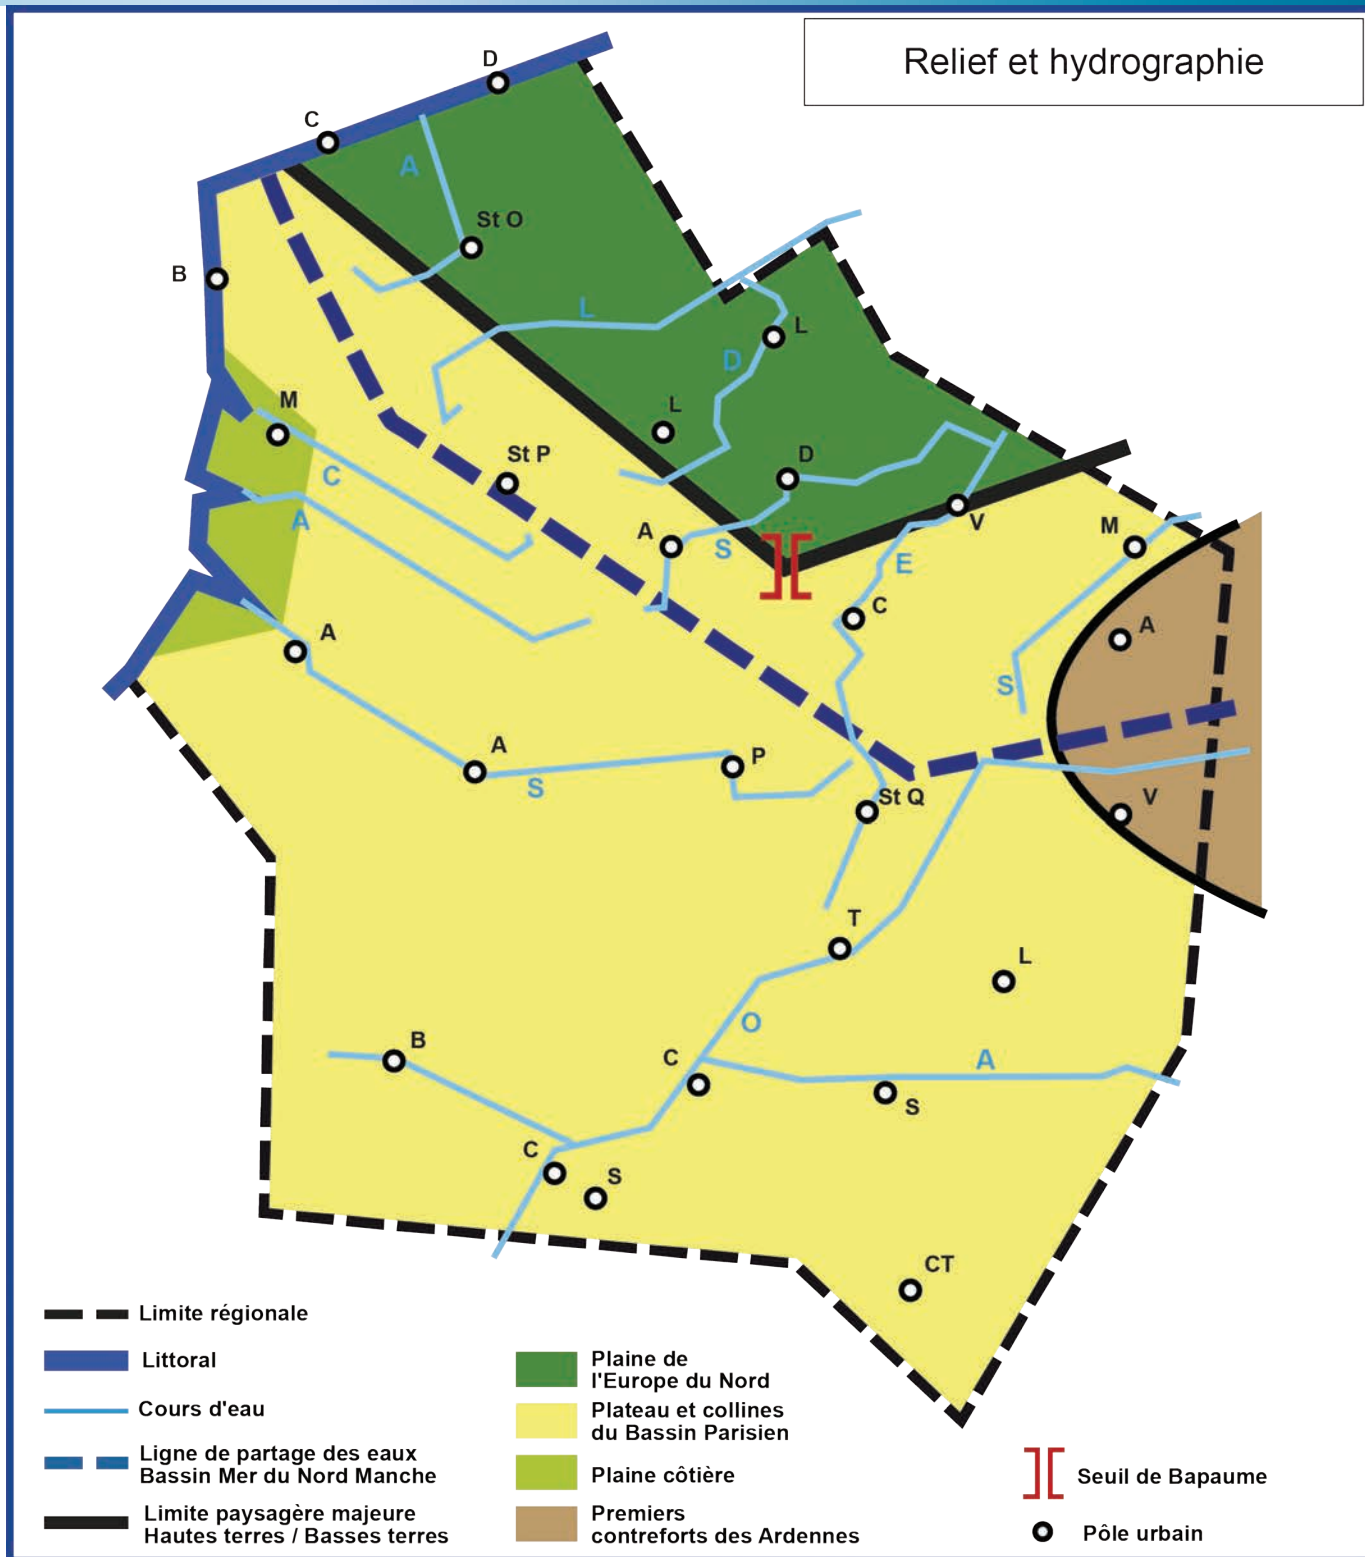 Relief et hydrographie
D
C
A
St O
B
L
L
D
M
L
St P
D
C
A
V
M
A
S
E
C
A
A
S
A
P
S
St Q
V
T
L
O
B
C
A
S
C
S
CT
Limite régionale
Littoral
Cours d'eau
Ligne de partage des eaux
Bassin Mer du Nord Manche
Limite paysagère majeure
Hautes terres / Basses terres
Plaine de
l'Europe du Nord
Plateau et collines
du Bassin Parisien
Plaine côtière
Premiers
contreforts des Ardennes
Seuil de Bapaume
Pôle urbain